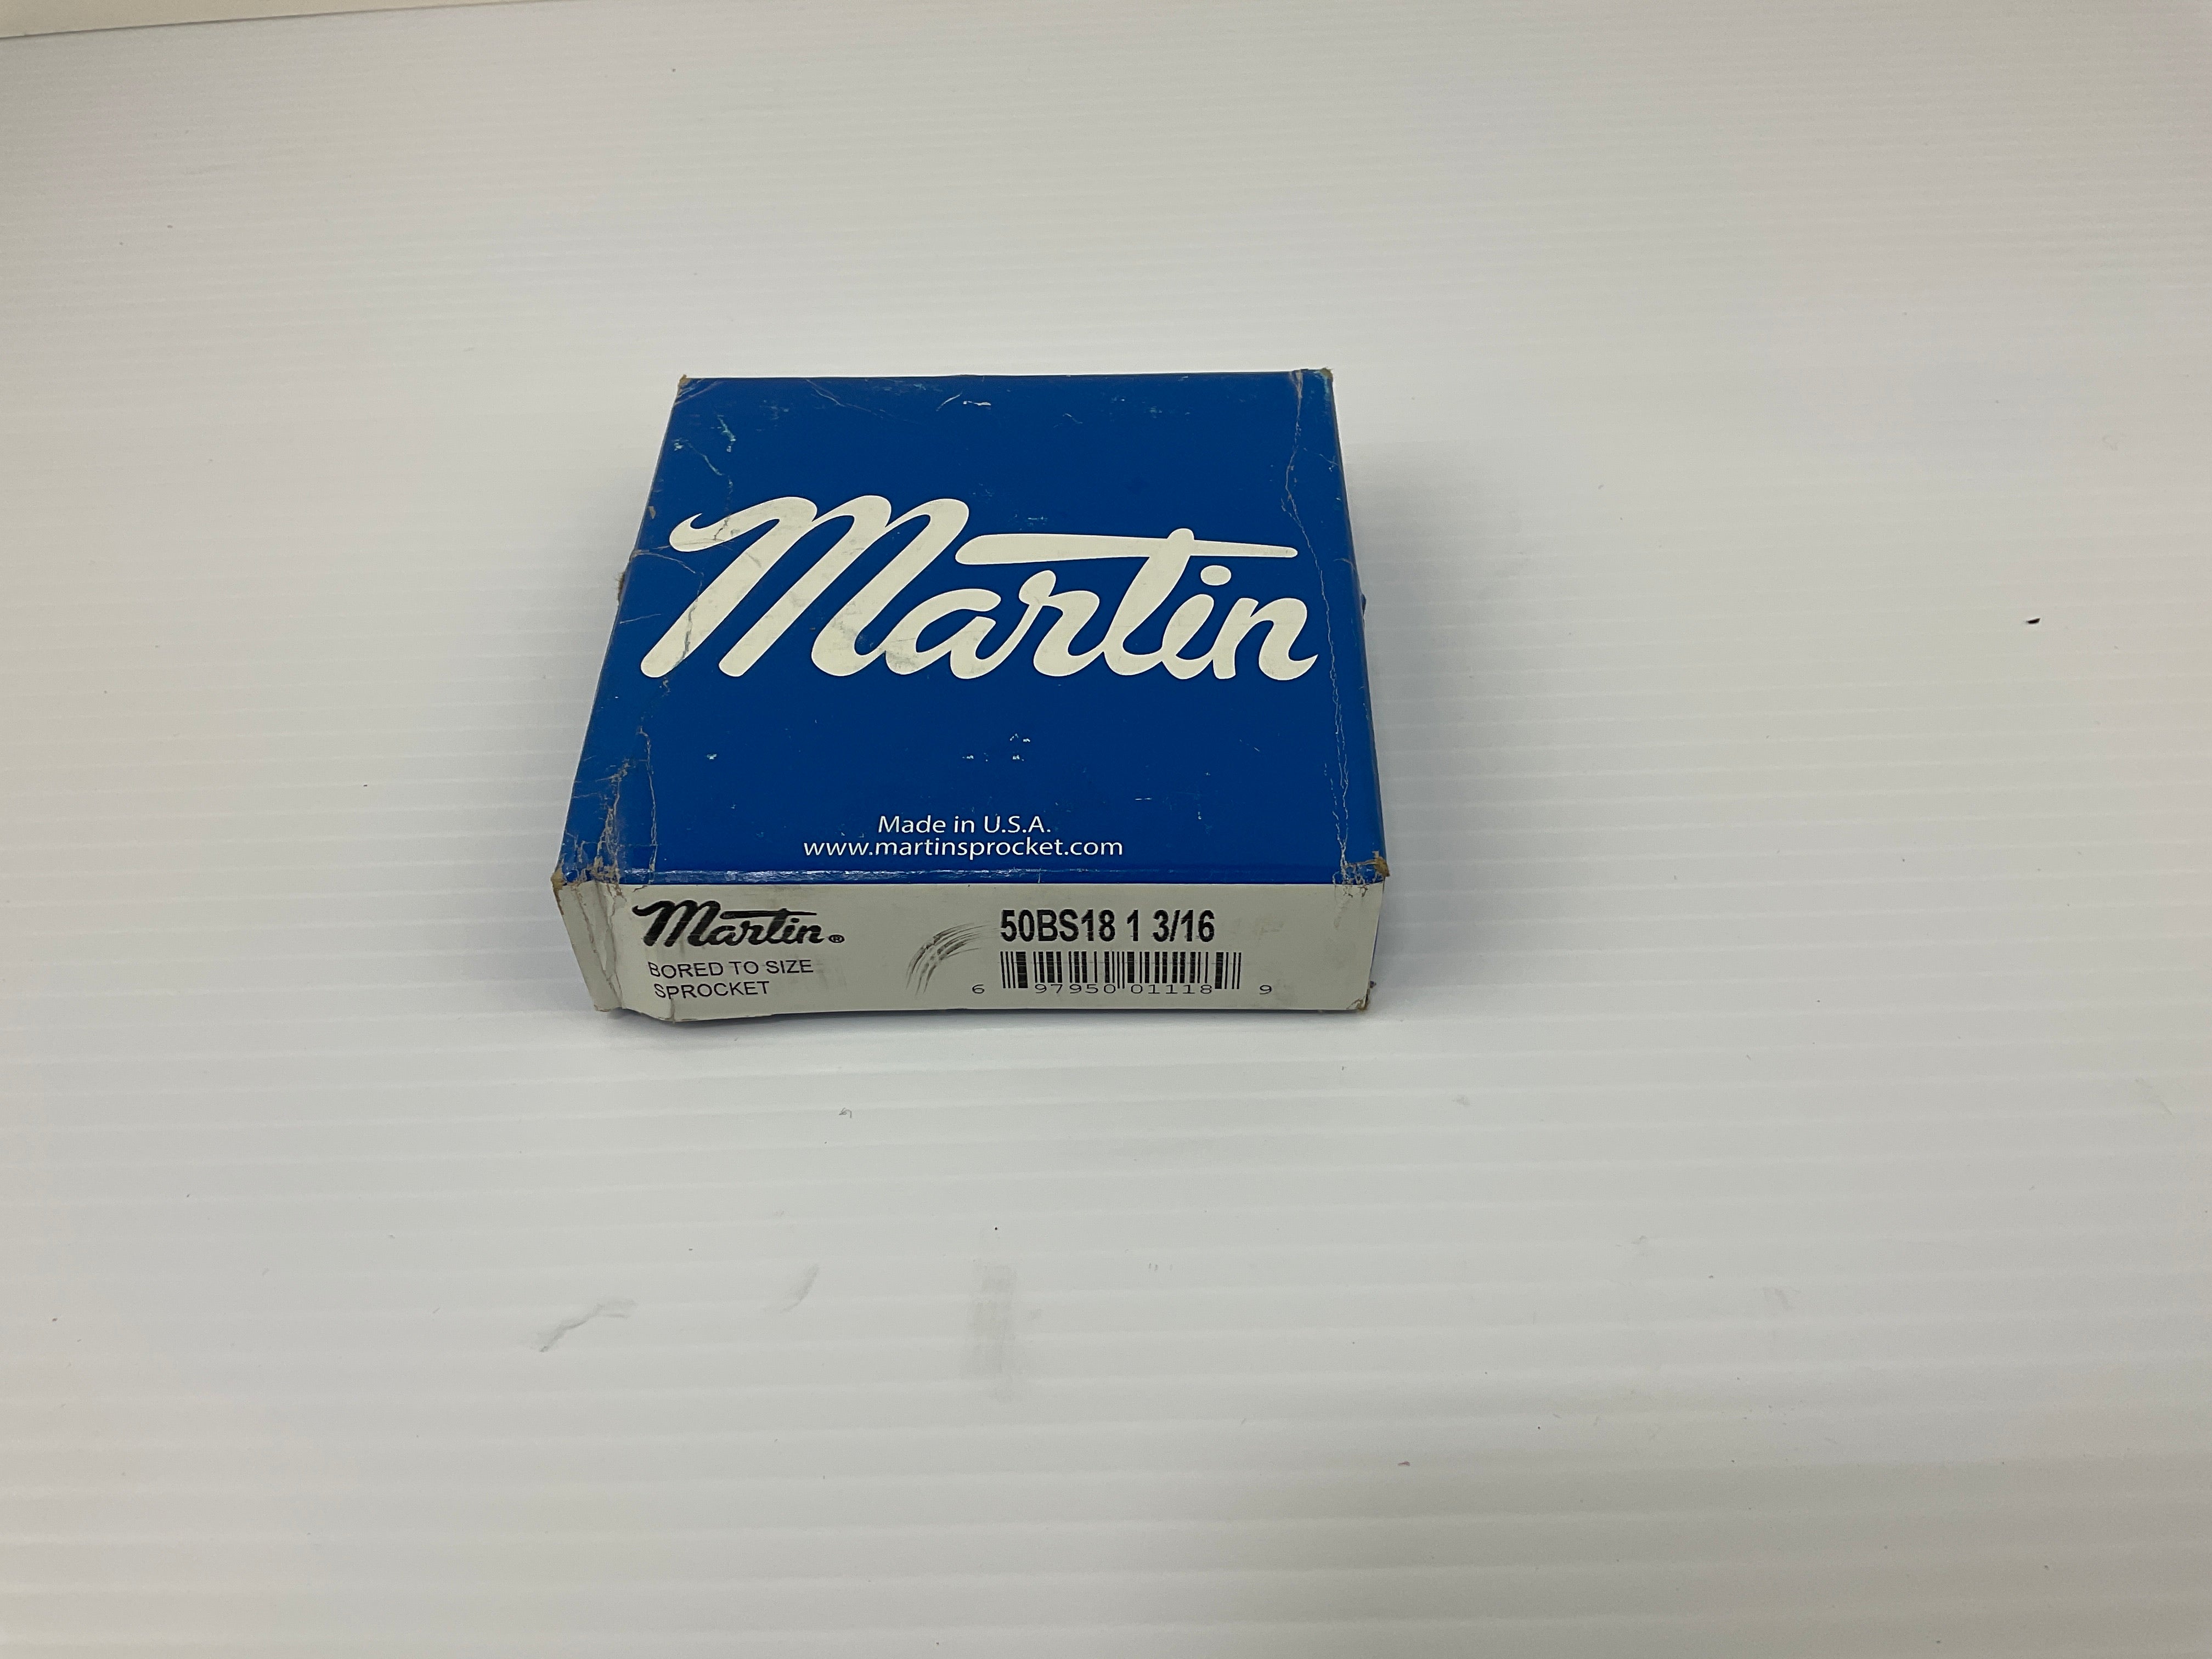 Martin
Made in U.S.A.
www.martinsprocket.com
Martin®
BORED TO SIZE
SPROCKET
50BS18 1 3/16
6 97950 01118 9